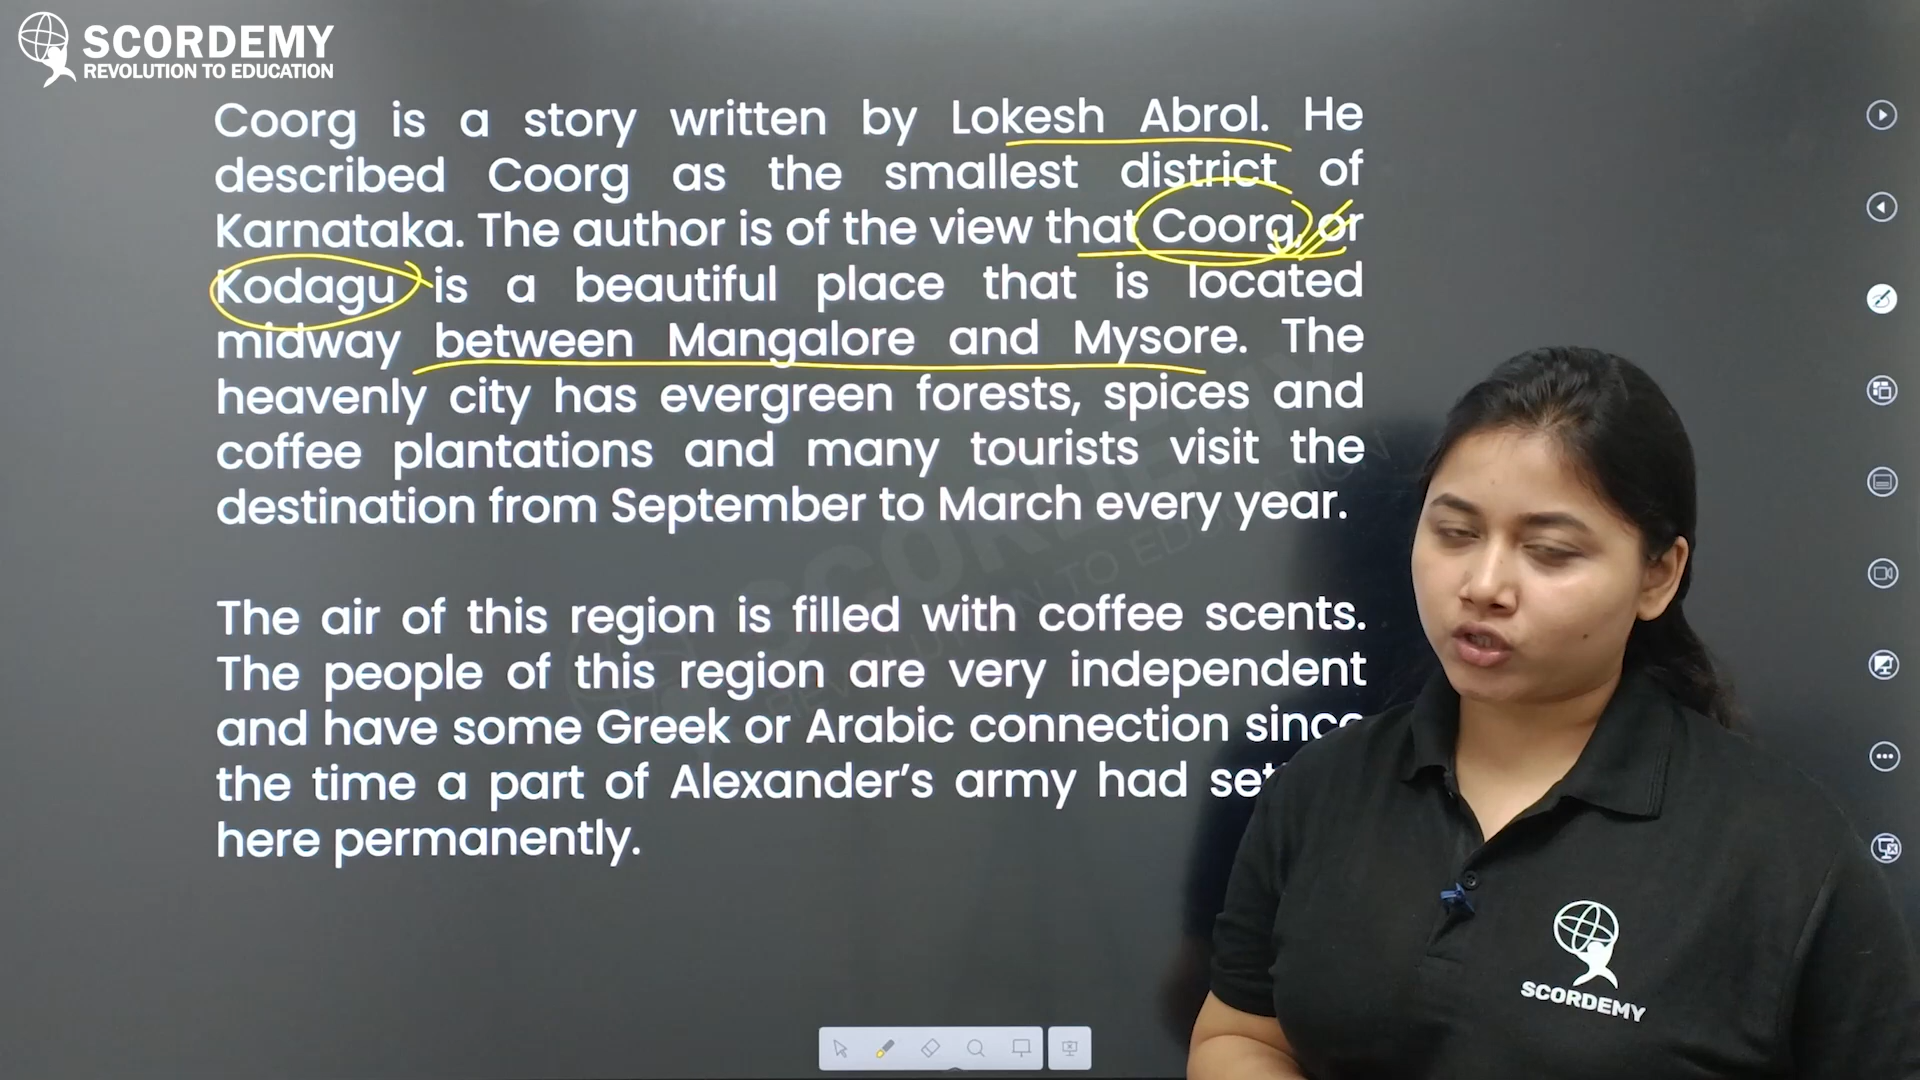 SCORDEMY
REVOLUTION TO EDUCATION
Coorg is a story written by Lokesh Abrol. He
described Coorg as the smallest district of
Karnataka. The author is of the view that Coorg, or
Kodagu is a beautiful place that is located
midway between Mangalore and Mysore. The
heavenly city has evergreen forests, spices and
coffee plantations and many tourists visit the
destination from September to March every year.
The air of this region is filled with coffee scents.
The people of this region are very independent
and have some Greek or Arabic connection since
the time a part of Alexander's army had
here permanently.
SCORDEMY